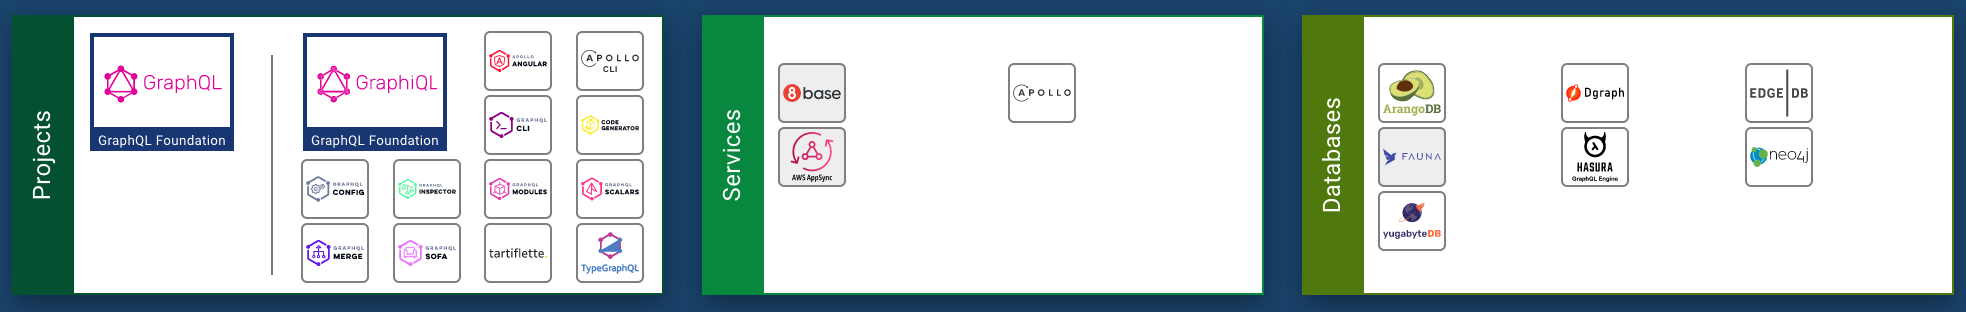 Projects
GraphQL
GraphQL Foundation
GraphiQL
GraphQL Foundation
APOLLO
ANGULAR
APOLLO
CLI
GRAPHQL
CLI
CODE
GENERATOR
GRAPHQL
CONFIG
GRAPHQL
INSPECTOR
GRAPHQL
MODULES
GRAPHQL
SCALARS
GRAPHQL
MERGE
GRAPHQL
SOFA
tartiflette.
TypeGraphQL
Services
8base
APOLLO
AWS AppSync
Databases
ArangoDB
Dgraph
EDGE|DB
FAUNA
HASURA
GraphQL Engine
neo4j
yugabyteDB